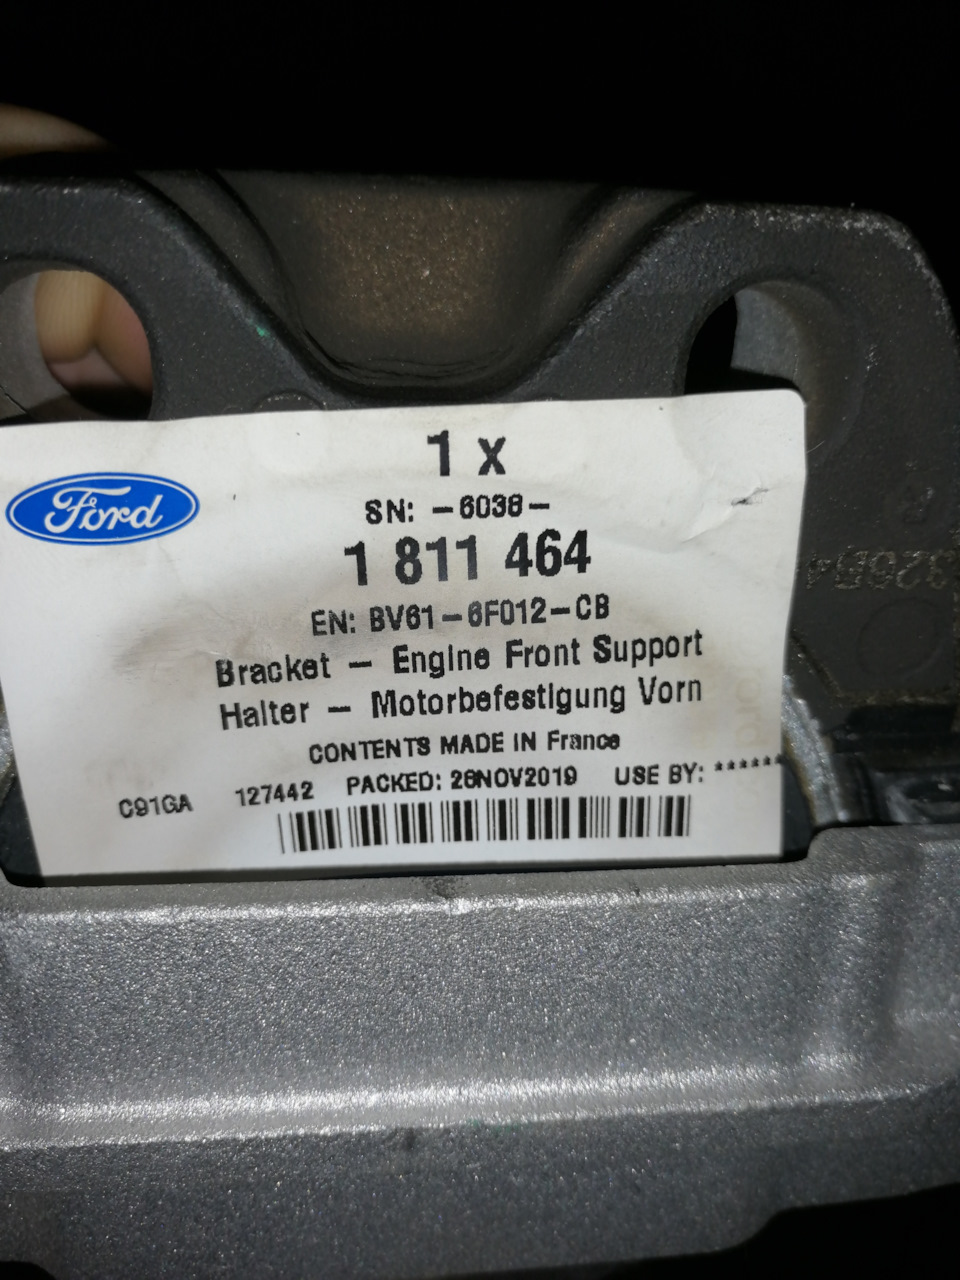 1 x
Ford
SN: -6038-
1 811 464
EN: BV61-6F012-CB
Bracket - Engine Front Support
Halter - Motorbefestigung Vorn
CONTENTS MADE IN France
C91GA 127442 PACKED: 26NOV2019 USE BY: ******